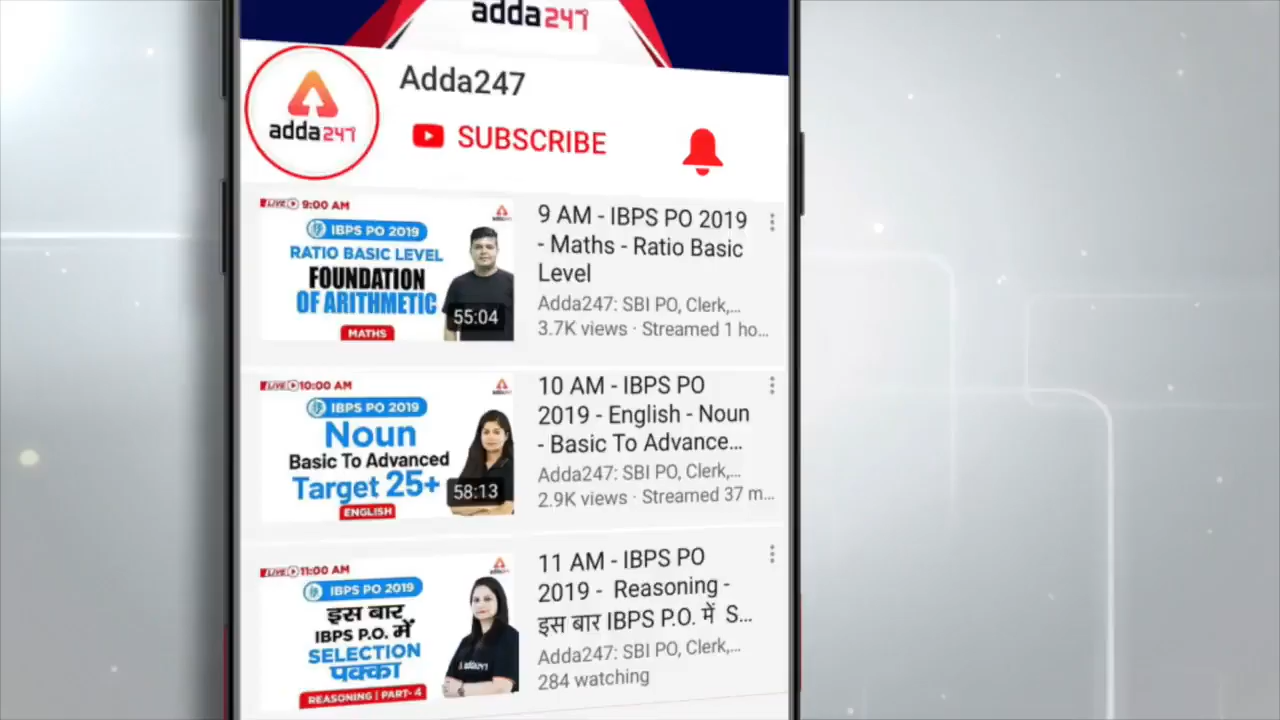 adda247
Adda247
adda247
SUBSCRIBE
LIVE 9:00 AM
IBPS PO 2019
RATIO BASIC LEVEL
FOUNDATION
OF ARITHMETIC
55:04
MATHS
9 AM - IBPS PO 2019
- Maths - Ratio Basic
Level
Adda247: SBI PO, Clerk,...
3.7K views · Streamed 1 ho...
LIVE 10:00 AM
IBPS PO 2019
Noun
Basic To Advanced
Target 25+
58:13
ENGLISH
10 AM - IBPS PO
2019 - English - Noun
- Basic To Advance...
Adda247: SBI PO, Clerk,...
2.9K views · Streamed 37 m...
LIVE 11:00 AM
adda247
IBPS PO 2019
इस बार
IBPS P.O. में
SELECTION
पक्का
adda247
REASONING | PART- 4
11 AM - IBPS PO
2019 - Reasoning -
इस बार IBPS P.O. में S...
Adda247: SBI PO, Clerk,...
284 watching